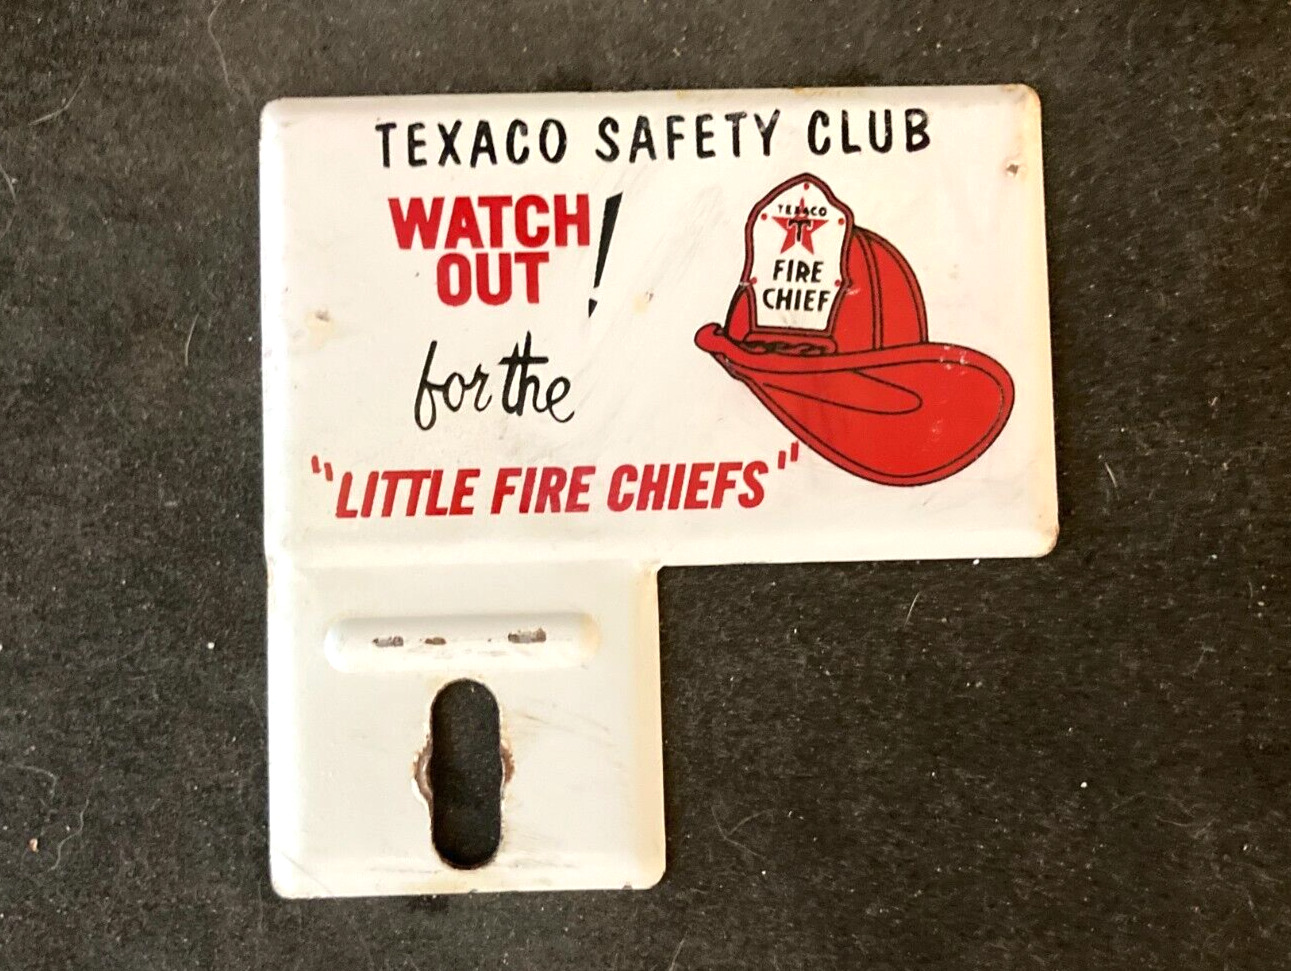 TEXACO SAFETY CLUB
WATCH
OUT!
for the
"LITTLE FIRE CHIEFS"
TEXACO
T
FIRE
CHIEF